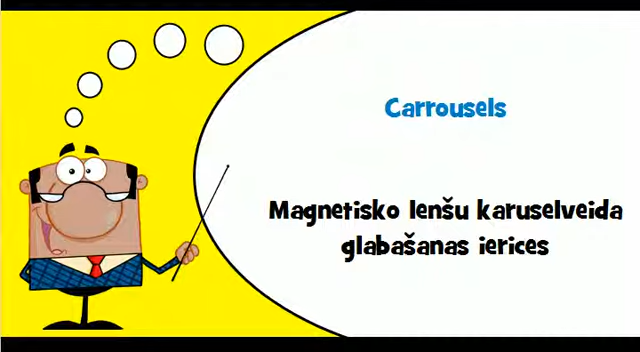 Carrousels
Magnetisko lenšu karuselveida
glabašanas ierices